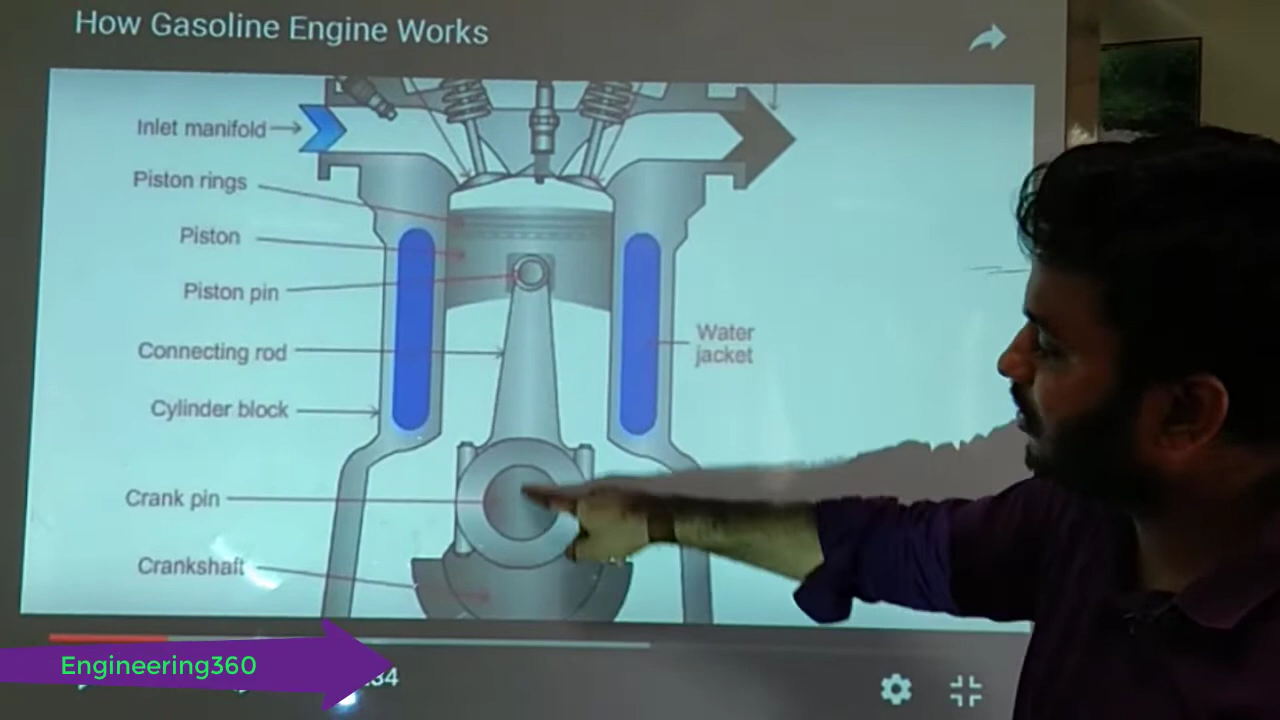 How Gasoline Engine Works
Inlet manifold
Piston rings
Piston
Piston pin
Connecting rod
Water
jacket
Cylinder block
Crank pin
Crankshaft
Engineering360